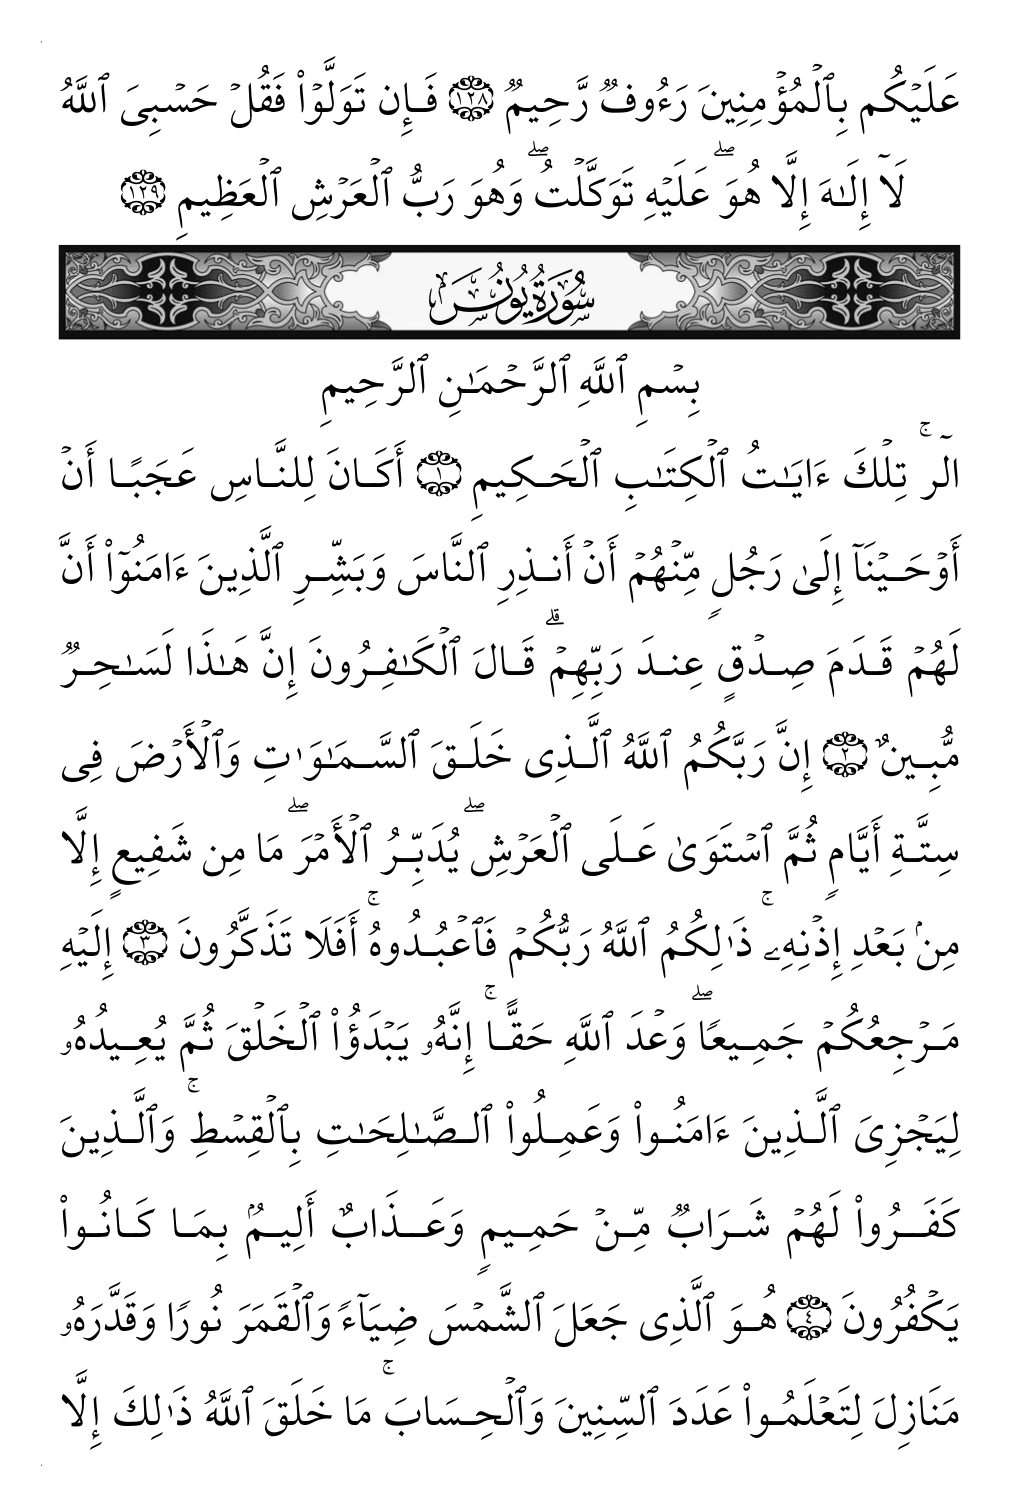 عَلَيۡكُم بِٱلۡمُؤۡمِنِينَ رَءُوفٞ رَّحِيمٞ ١٢٨ فَإِن تَوَلَّوۡاْ فَقُلۡ حَسۡبِيَ ٱللَّهُ
لَآ إِلَٰهَ إِلَّا هُوَۖ عَلَيۡهِ تَوَكَّلۡتُۖ وَهُوَ رَبُّ ٱلۡعَرۡشِ ٱلۡعَظِيمِ ١٢٩
سُورَةُ يُونُسَ
بِسۡمِ ٱللَّهِ ٱلرَّحۡمَٰنِ ٱلرَّحِيمِ
الٓرۚ تِلۡكَ ءَايَٰتُ ٱلۡكِتَٰبِ ٱلۡحَكِيمِ ١ أَكَانَ لِلنَّاسِ عَجَبًا أَنۡ
أَوۡحَيۡنَآ إِلَىٰ رَجُلٖ مِّنۡهُمۡ أَنۡ أَنذِرِ ٱلنَّاسَ وَبَشِّرِ ٱلَّذِينَ ءَامَنُوٓاْ أَنَّ
لَهُمۡ قَدَمَ صِدۡقٍ عِندَ رَبِّهِمۡۗ قَالَ ٱلۡكَٰفِرُونَ إِنَّ هَٰذَا لَسَٰحِرٞ
مُّبِينٌ ٢ إِنَّ رَبَّكُمُ ٱللَّهُ ٱلَّذِي خَلَقَ ٱلسَّمَٰوَٰتِ وَٱلۡأَرۡضَ فِي
سِتَّةِ أَيَّامٖ ثُمَّ ٱسۡتَوَىٰ عَلَى ٱلۡعَرۡشِۖ يُدَبِّرُ ٱلۡأَمۡرَۖ مَا مِن شَفِيعٍ إِلَّا
مِنۢ بَعۡدِ إِذۡنِهِۦۚ ذَٰلِكُمُ ٱللَّهُ رَبُّكُمۡ فَٱعۡبُدُوهُۚ أَفَلَا تَذَكَّرُونَ ٣ إِلَيۡهِ
مَرۡجِعُكُمۡ جَمِيعٗاۖ وَعۡدَ ٱللَّهِ حَقًّاۚ إِنَّهُۥ يَبۡدَؤُاْ ٱلۡخَلۡقَ ثُمَّ يُعِيدُهُۥ
لِيَجۡزِيَ ٱلَّذِينَ ءَامَنُواْ وَعَمِلُواْ ٱلصَّٰلِحَٰتِ بِٱلۡقِسۡطِۚ وَٱلَّذِينَ
كَفَرُواْ لَهُمۡ شَرَابٞ مِّنۡ حَمِيمٖ وَعَذَابٌ أَلِيمُۢ بِمَا كَانُواْ
يَكۡفُرُونَ ٤ هُوَ ٱلَّذِي جَعَلَ ٱلشَّمۡسَ ضِيَآءٗ وَٱلۡقَمَرَ نُورٗا وَقَدَّرَهُۥ
مَنَازِلَ لِتَعۡلَمُواْ عَدَدَ ٱلسِّنِينَ وَٱلۡحِسَابَۚ مَا خَلَقَ ٱللَّهُ ذَٰلِكَ إِلَّا